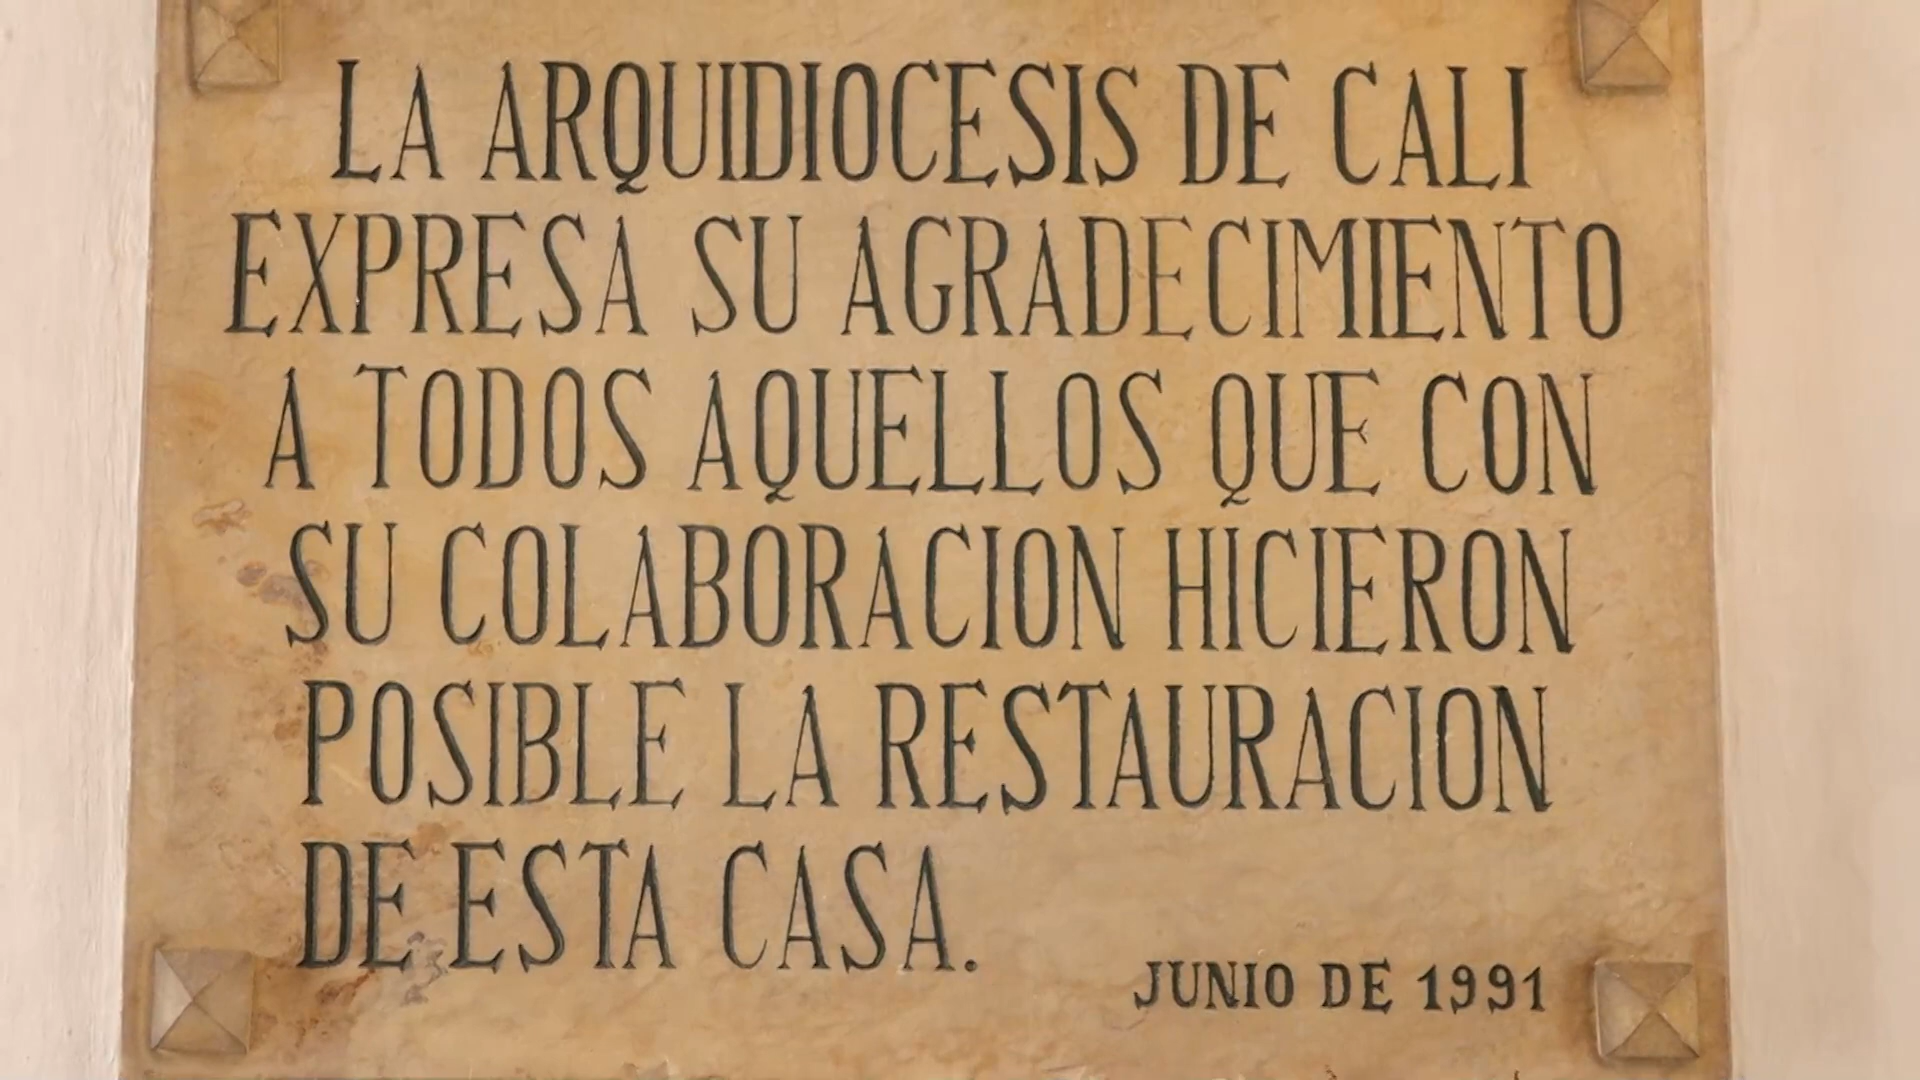 LA ARQUIDIOCESIS DE CALI
EXPRESA SU AGRADECIMIENTO
A TODOS AQUELLOS QUE CON
SU COLABORACION HICIERON
POSIBLE LA RESTAURACION
DE ESTA CASA.
JUNIO DE 1991